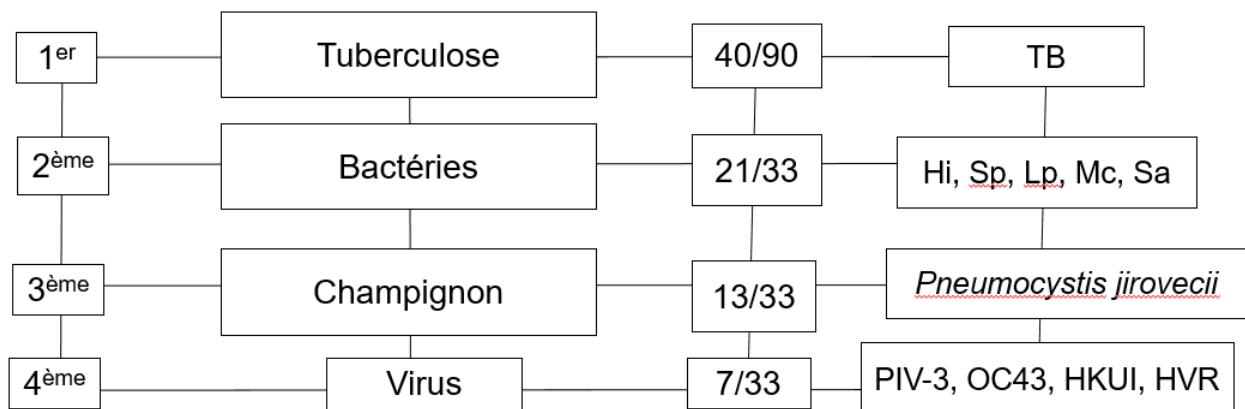 1er Tuberculose 40/90 TB
2ème Bactéries 21/33 Hi, Sp, Lp, Mc, Sa
3ème Champignon 13/33 Pneumocystis jirovecii
4ème Virus 7/33 PIV-3, OC43, HKUI, HVR